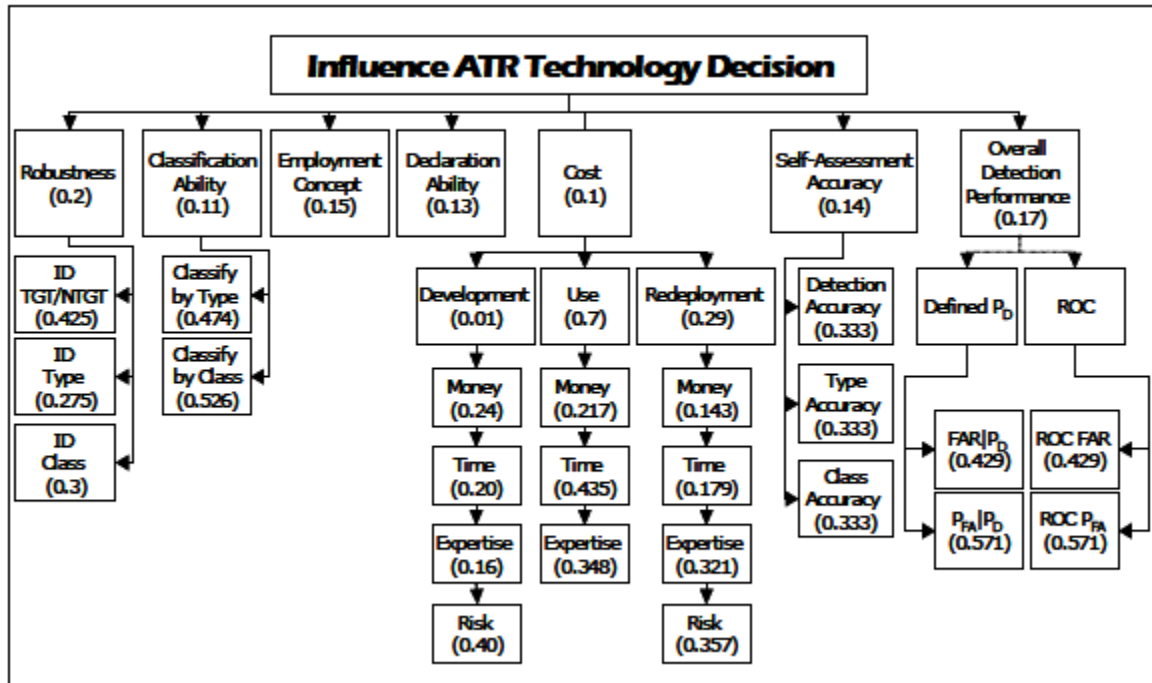 Influence ATR Technology Decision
Robustness
(0.2)
Classification
Ability
(0.11)
Employment
Concept
(0.15)
Declaration
Ability
(0.13)
Cost
(0.1)
Self-Assessment
Accuracy
(0.14)
Overall
Detection
Performance
(0.17)
ID
TGT/NTGT
(0.425)
ID
Type
(0.275)
ID
Class
(0.3)
Classify
by Type
(0.474)
Classify
by Class
(0.526)
Development
(0.01)
Money
(0.24)
Time
(0.20)
Expertise
(0.16)
Risk
(0.40)
Use
(0.7)
Money
(0.217)
Time
(0.435)
Expertise
(0.348)
Redeployment
(0.29)
Money
(0.143)
Time
(0.179)
Expertise
(0.321)
Risk
(0.357)
Detection
Accuracy
(0.333)
Type
Accuracy
(0.333)
Class
Accuracy
(0.333)
Defined P_D
FAR|P_D
(0.429)
P_FA|P_D
(0.571)
ROC
ROC FAR
(0.429)
ROC P_FA
(0.571)